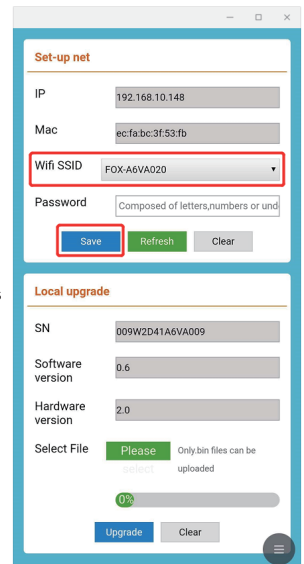 Set-up net
IP
192.168.10.148
Mac
ec:fa:bc:3f:53:fb
Wifi SSID
FOX-A6VA020
Password
Composed of letters,numbers or und
Save
Refresh
Clear
s
Local upgrade
SN
009W2D41A6VA009
Software
version
0.6
Hardware
version
2.0
Select File
Please
select
Only.bin files can be
uploaded
0%
Upgrade
Clear